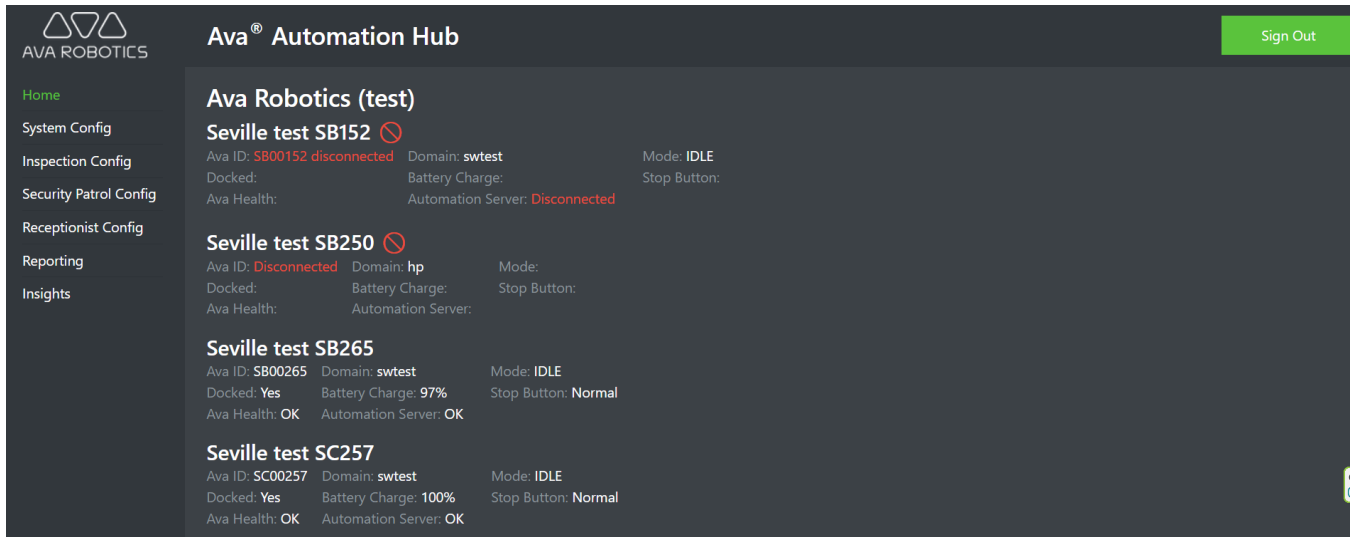 AVA ROBOTICS
Ava® Automation Hub
Sign Out
Home
System Config
Inspection Config
Security Patrol Config
Receptionist Config
Reporting
Insights
Ava Robotics (test)
Seville test SB152
Ava ID: SB00152 disconnected Domain: swtest Mode: IDLE
Docked: Battery Charge: Stop Button:
Ava Health: Automation Server: Disconnected
Seville test SB250
Ava ID: Disconnected Domain: hp Mode:
Docked: Battery Charge: Stop Button:
Ava Health: Automation Server:
Seville test SB265
Ava ID: SB00265 Domain: swtest Mode: IDLE
Docked: Yes Battery Charge: 97% Stop Button: Normal
Ava Health: OK Automation Server: OK
Seville test SC257
Ava ID: SC00257 Domain: swtest Mode: IDLE
Docked: Yes Battery Charge: 100% Stop Button: Normal
Ava Health: OK Automation Server: OK